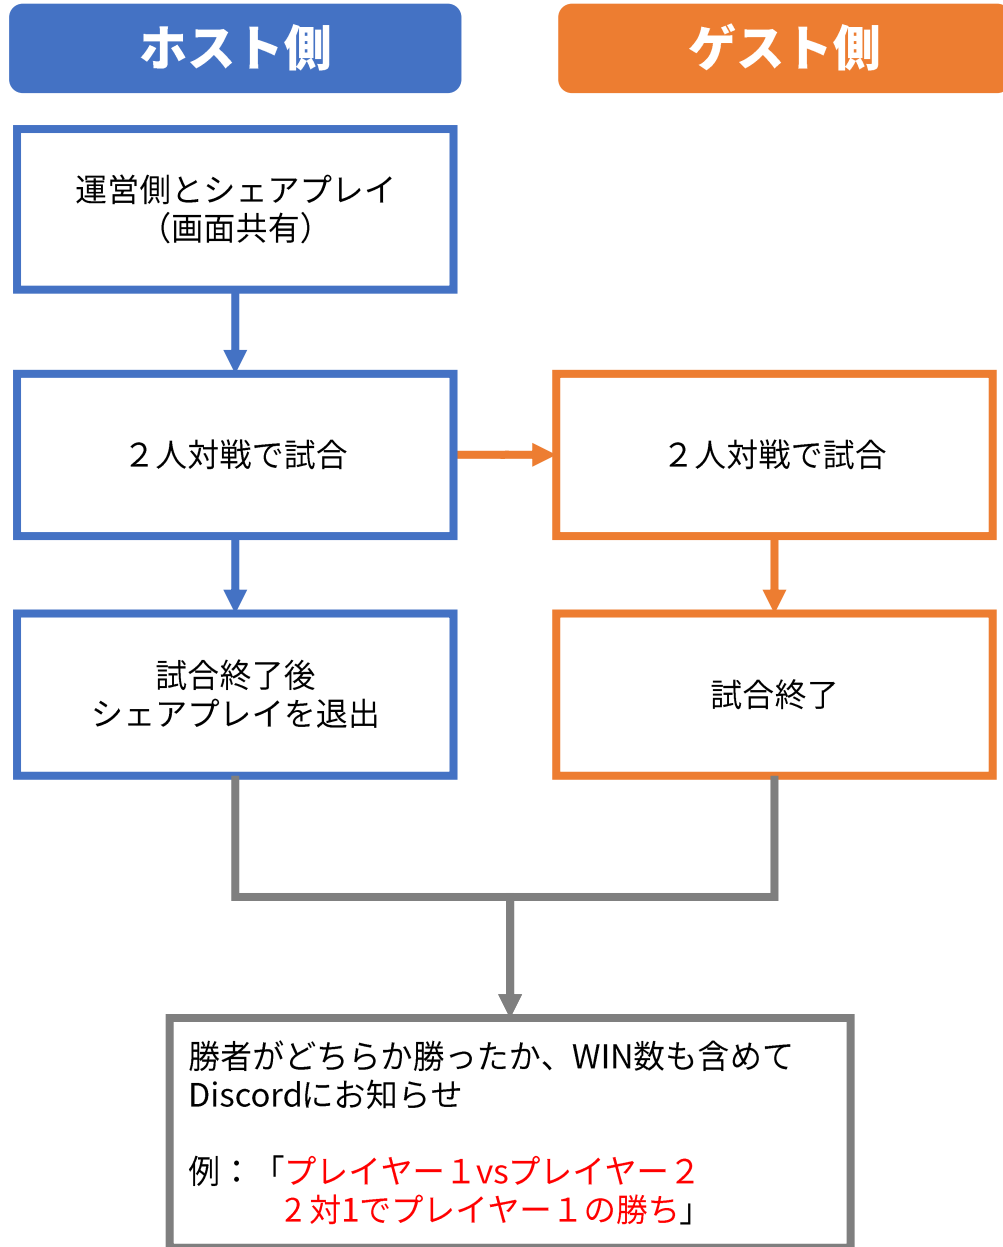 ホスト側
ゲスト側
運営側とシェアプレイ
（画面共有）
２人対戦で試合
２人対戦で試合
試合終了後
シェアプレイを退出
試合終了
勝者がどちらか勝ったか、WIN数も含めて
Discordにお知らせ
例：「プレイヤー１vsプレイヤー２
２対1でプレイヤー１の勝ち」